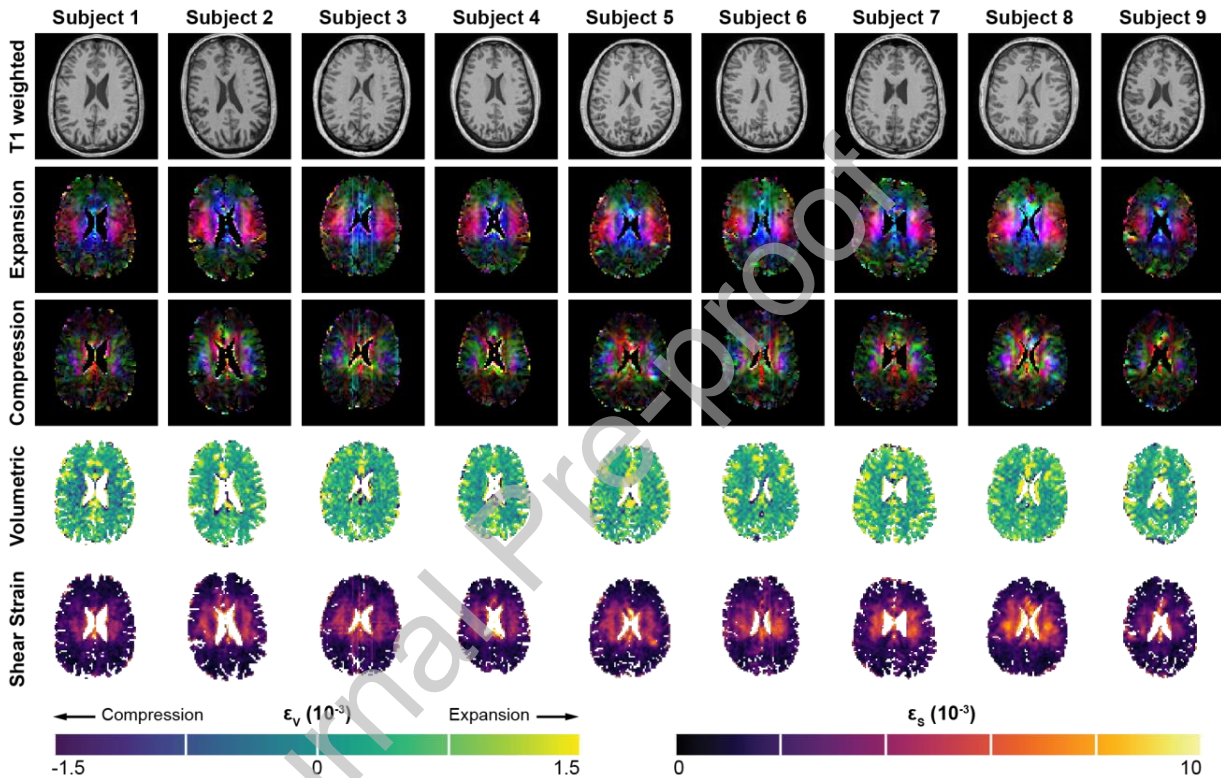 Subject 1 Subject 2 Subject 3 Subject 4 Subject 5 Subject 6 Subject 7 Subject 8 Subject 9
T1 weighted
Expansion
Compression
Volumetric
Shear Strain
Journal Pre-proof
← Compression εv (10⁻³) Expansion →
-1.5 0 1.5
εs (10⁻³)
0 10